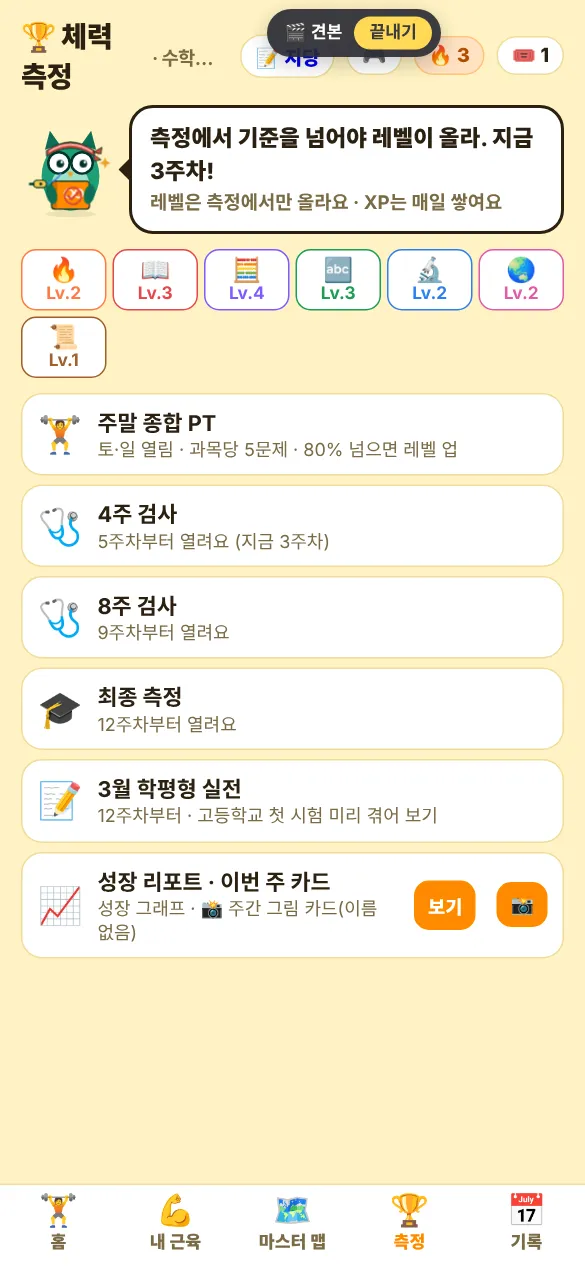 🏆 체력
측정
· 수학...
🎬 견본 끝내기
🔥 3
🎟️ 1
측정에서 기준을 넘어야 레벨이 올라. 지금
3주차!
레벨은 측정에서만 올라요 · XP는 매일 쌓여요
Lv.2
Lv.3
Lv.4
abc
Lv.3
Lv.2
Lv.2
Lv.1
주말 종합 PT
토·일 열림 · 과목당 5문제 · 80% 넘으면 레벨 업
4주 검사
5주차부터 열려요 (지금 3주차)
8주 검사
9주차부터 열려요
최종 측정
12주차부터 열려요
3월 학평형 실전
12주차부터 · 고등학교 첫 시험 미리 겪어 보기
성장 리포트 · 이번 주 카드
성장 그래프 · 📸 주간 그림 카드(이름
없음)
보기
July
17
홈
내 근육
마스터 맵
측정
기록